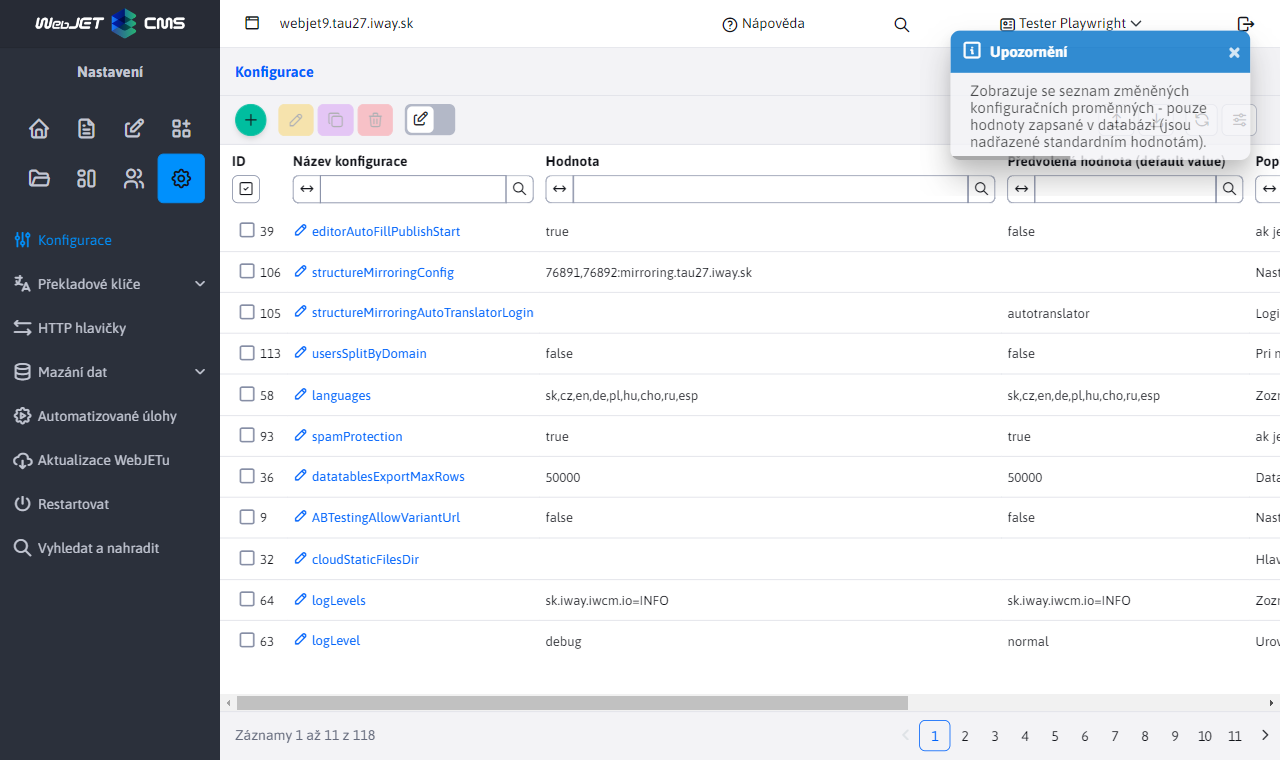 WebJET CMS
webjet9.tau27.iway.sk
Nápověda
Tester Playwright
Nastavení
Konfigurace
Upozornění
Zobrazuje se seznam změněných
konfiguračních proměnných - pouze
hodnoty zapsané v databázi (jsou
nadřazené standardním hodnotám).
Konfigurace
Překladové klíče
HTTP hlavičky
Mazání dat
Automatizované úlohy
Aktualizace WebJETu
Restartovat
Vyhledat a nahradit
ID Název konfigurace Hodnota Předvolená hodnota (default value) Pop
39 editorAutoFillPublishStart true false ak je
106 structureMirroringConfig 76891,76892:mirroring.tau27.iway.sk Nast
105 structureMirroringAutoTranslatorLogin autotranslator Logi
113 usersSplitByDomain false false Pri n
58 languages sk,cz,en,de,pl,hu,cho,ru,esp sk,cz,en,de,pl,hu,cho,ru,esp Zozr
93 spamProtection true true ak je
36 datatablesExportMaxRows 50000 50000 Data
9 ABTestingAllowVariantUrl false false Nast
32 cloudStaticFilesDir Hlav
64 logLevels sk.iway.iwcm.io=INFO sk.iway.iwcm.io=INFO Zozr
63 logLevel debug normal Urov
Záznamy 1 až 11 z 118
1 2 3 4 5 6 7 8 9 10 11